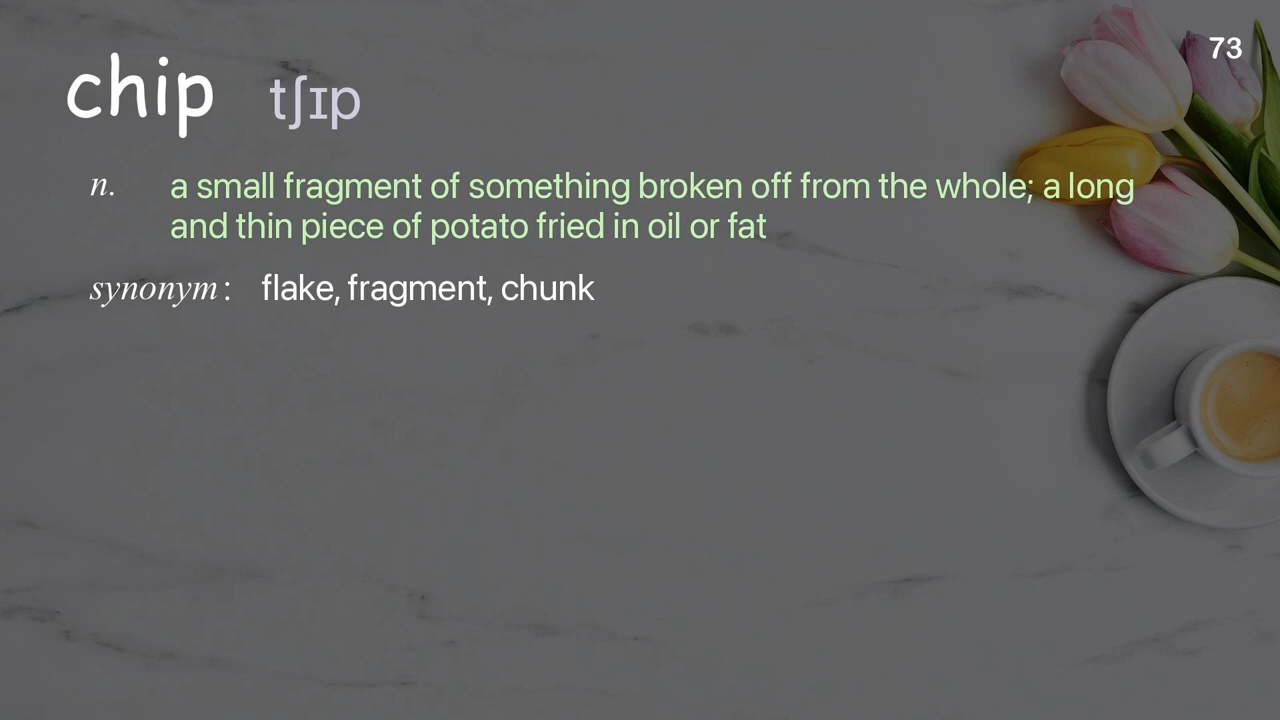 73
chip tʃɪp
n. a small fragment of something broken off from the whole; a long
and thin piece of potato fried in oil or fat
synonym: flake, fragment, chunk